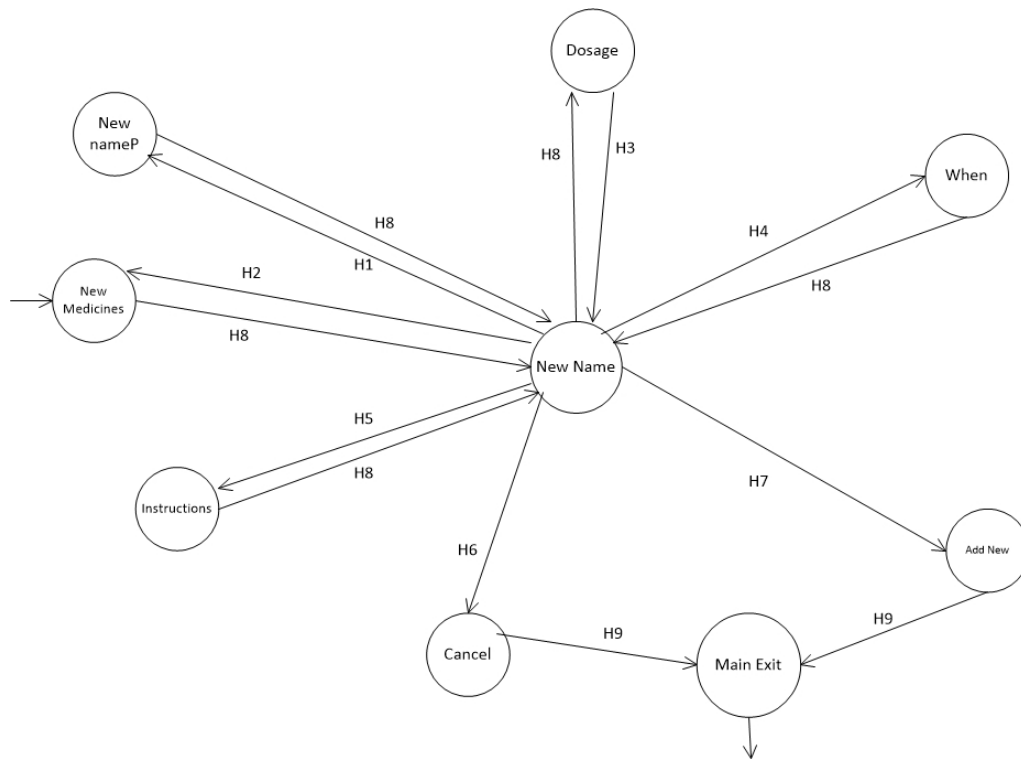 Dosage
New
nameP
H8
H3
When
H8
H4
H1
H2
New
Medicines
H8
H8
New Name
H5
H8
Instructions
H7
H6
Add New
H9
H9
Cancel
Main Exit